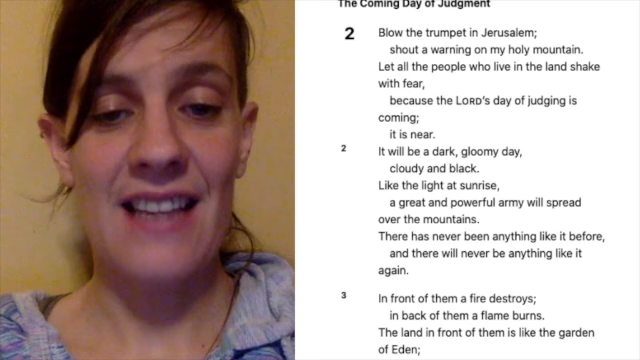 The Coming Day of Judgment
2 Blow the trumpet in Jerusalem;
shout a warning on my holy mountain.
Let all the people who live in the land shake
with fear,
because the LORD's day of judging is
coming;
it is near.
2 It will be a dark, gloomy day,
cloudy and black.
Like the light at sunrise,
a great and powerful army will spread
over the mountains.
There has never been anything like it before,
and there will never be anything like it
again.
3 In front of them a fire destroys;
in back of them a flame burns.
The land in front of them is like the garden
of Eden;